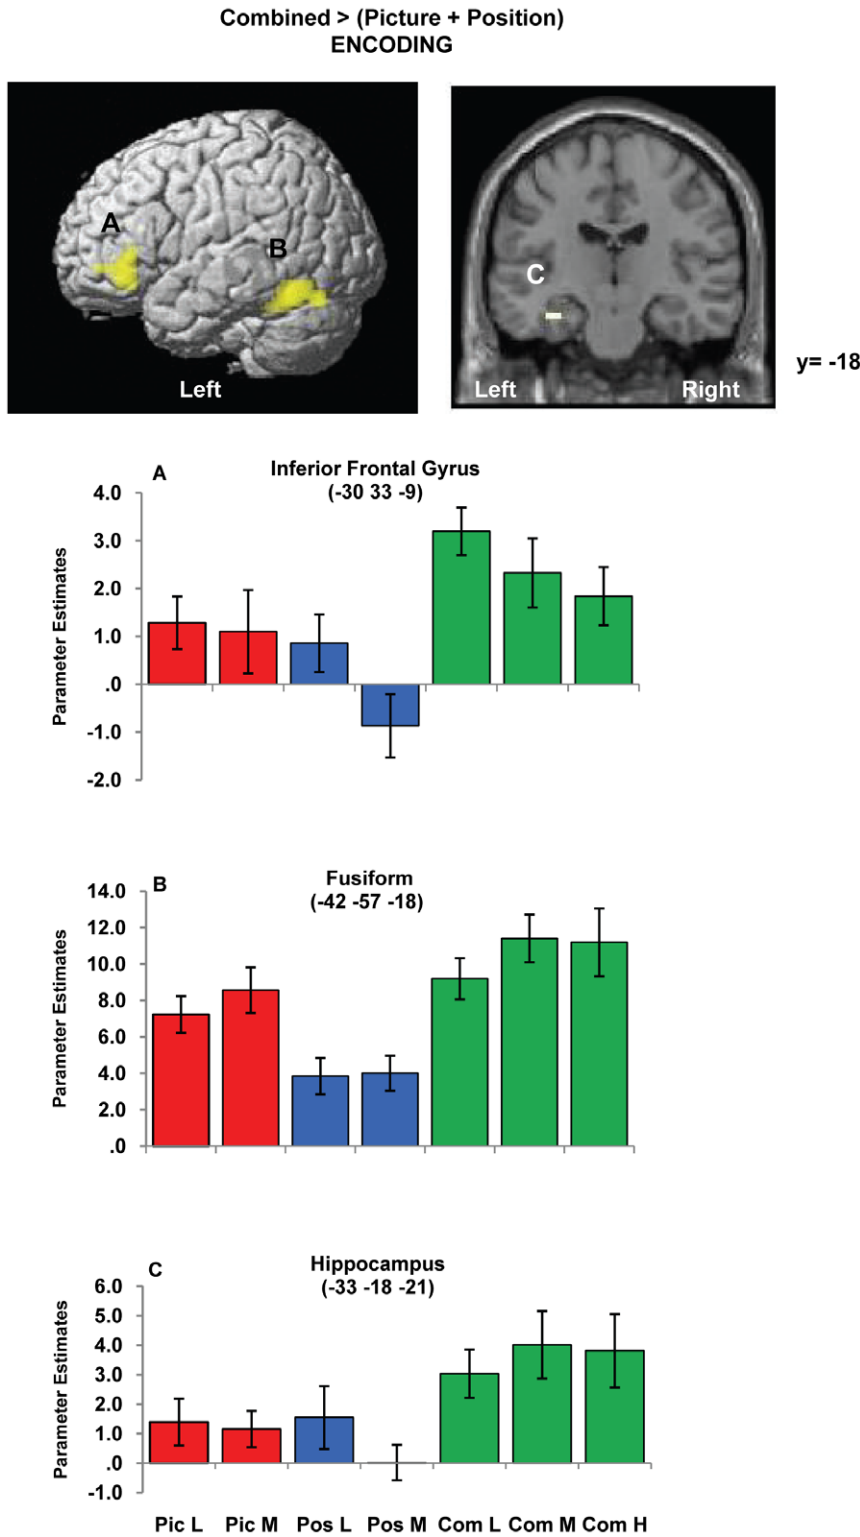 Combined > (Picture + Position)
ENCODING
A
B
C
Left
Left
Right
y= -18
A
Inferior Frontal Gyrus
(-30 33 -9)
Parameter Estimates
4.0
3.0
2.0
1.0
.0
-1.0
-2.0
B
Fusiform
(-42 -57 -18)
Parameter Estimates
14.0
12.0
10.0
8.0
6.0
4.0
2.0
.0
C
Hippocampus
(-33 -18 -21)
Parameter Estimates
6.0
5.0
4.0
3.0
2.0
1.0
.0
-1.0
Pic L Pic M Pos L Pos M Com L Com M Com H